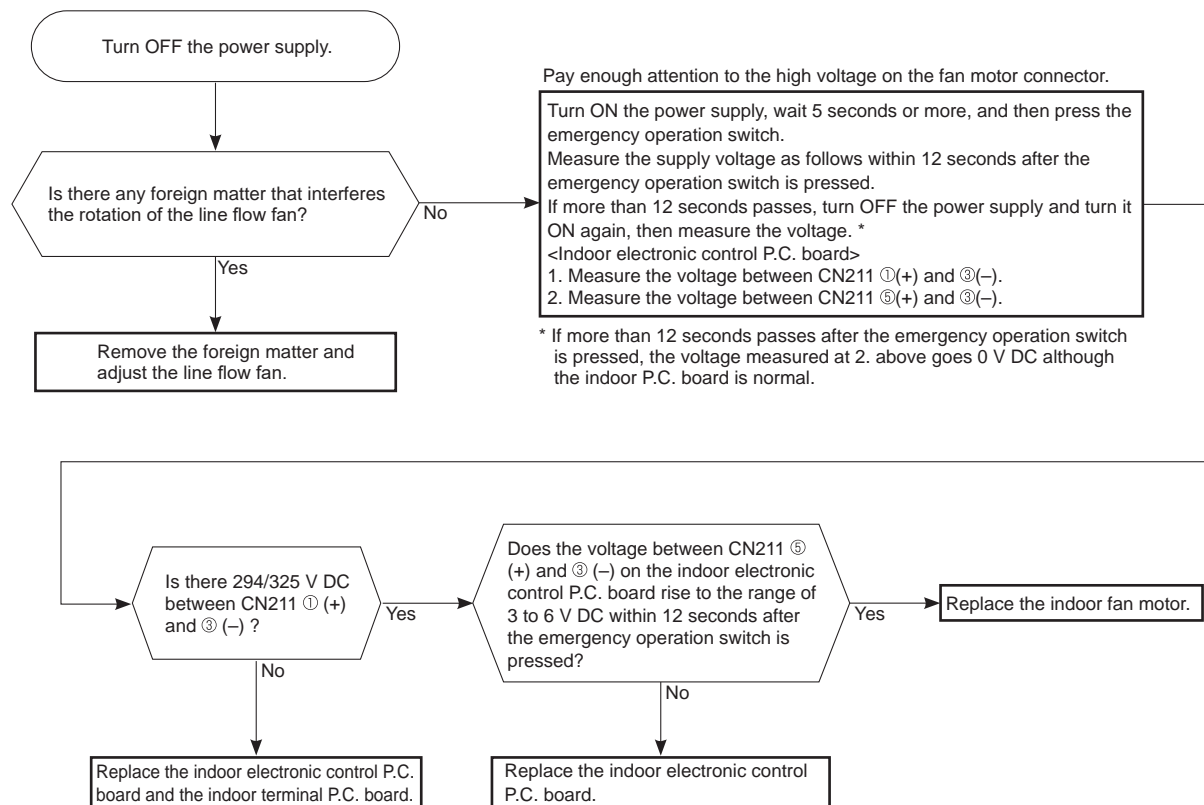 Turn OFF the power supply.
Is there any foreign matter that interferes
the rotation of the line flow fan?
No
Yes
Remove the foreign matter and
adjust the line flow fan.
Pay enough attention to the high voltage on the fan motor connector.
Turn ON the power supply, wait 5 seconds or more, and then press the
emergency operation switch.
Measure the supply voltage as follows within 12 seconds after the
emergency operation switch is pressed.
If more than 12 seconds passes, turn OFF the power supply and turn it
ON again, then measure the voltage. *
<Indoor electronic control P.C. board>
1. Measure the voltage between CN211 ①(+) and ③(–).
2. Measure the voltage between CN211 ⑤(+) and ③(–).
* If more than 12 seconds passes after the emergency operation switch
is pressed, the voltage measured at 2. above goes 0 V DC although
the indoor P.C. board is normal.
Is there 294/325 V DC
between CN211 ① (+)
and ③ (–) ?
Yes
No
Replace the indoor electronic control P.C.
board and the indoor terminal P.C. board.
Does the voltage between CN211 ⑤
(+) and ③ (–) on the indoor electronic
control P.C. board rise to the range of
3 to 6 V DC within 12 seconds after
the emergency operation switch is
pressed?
Yes
No
Replace the indoor electronic control
P.C. board.
Replace the indoor fan motor.